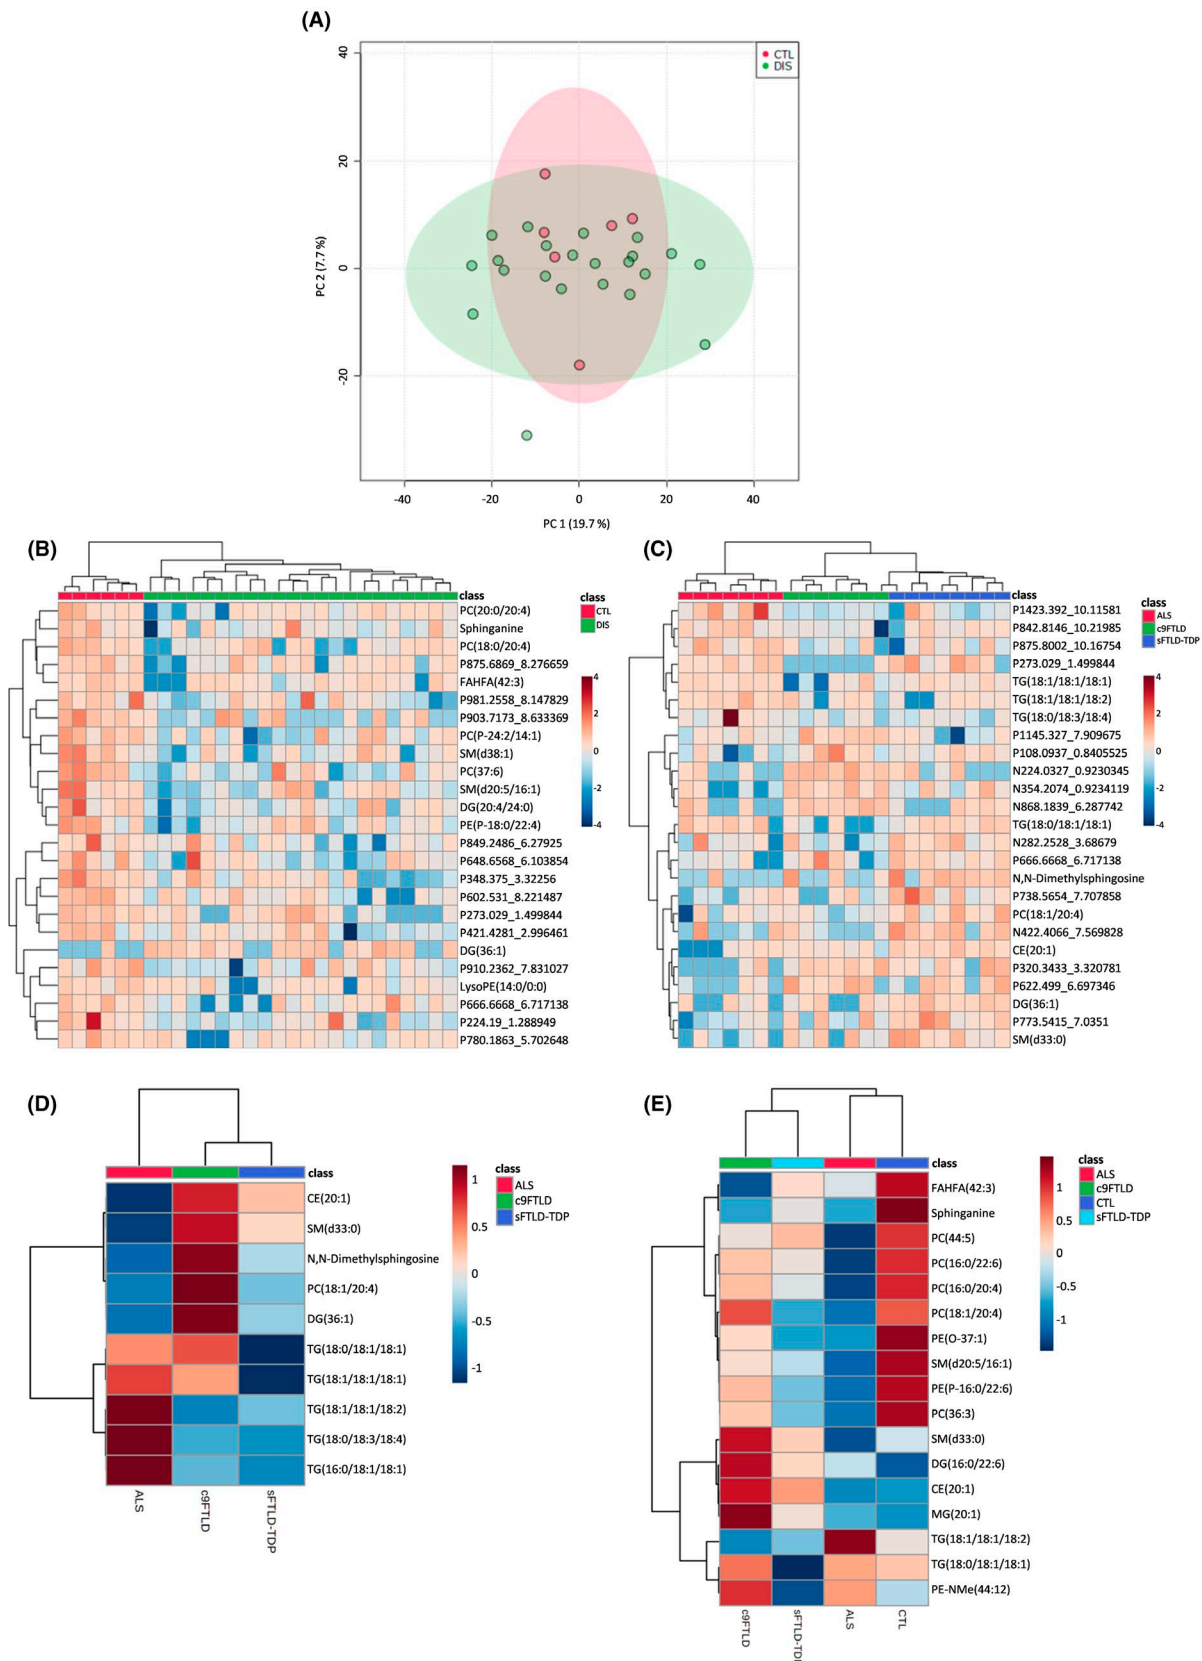 (A)
40
20
0
-20
PC 2 (7.7 %)
-40
-20
0
20
40
PC 1 (19.7 %)
CTL
DIS
(B)
class
PC(20:0/20:4)
Sphinganine
PC(18:0/20:4)
P875.6869_8.276659
FAHFA(42:3)
P981.2558_8.147829
P903.7173_8.633369
PC(P-24:2/14:1)
SM(d38:1)
PC(37:6)
SM(d20:5/16:1)
DG(20:4/24:0)
PE(P-18:0/22:4)
P849.2486_6.27925
P648.6568_6.103854
P348.375_3.32256
P602.531_8.221487
P273.029_1.499844
P421.4281_2.996461
DG(36:1)
P910.2362_7.831027
LysoPE(14:0/0:0)
P666.6668_6.717138
P224.19_1.288949
P780.1863_5.702648
class
CTL
DIS
4
2
0
-2
-4
(C)
class
P1423.392_10.11581
P842.8146_10.21985
P875.8002_10.16754
P273.029_1.499844
TG(18:1/18:1/18:1)
TG(18:1/18:1/18:2)
TG(18:0/18:3/18:4)
P1145.327_7.909675
P108.0937_0.8405525
N224.0327_0.9230345
N354.2074_0.9234119
N868.1839_6.287742
TG(18:0/18:1/18:1)
N282.2528_3.68679
P666.6668_6.717138
N,N-Dimethylsphingosine
P738.5654_7.707858
PC(18:1/20:4)
N422.4066_7.569828
CE(20:1)
P320.3433_3.320781
P622.499_6.697346
DG(36:1)
P773.5415_7.0351
SM(d33:0)
class
ALS
c9FTLD
sFTLD-TDP
4
2
0
-2
-4
(D)
class
CE(20:1)
SM(d33:0)
N,N-Dimethylsphingosine
PC(18:1/20:4)
DG(36:1)
TG(18:0/18:1/18:1)
TG(18:1/18:1/18:1)
TG(18:1/18:1/18:2)
TG(18:0/18:3/18:4)
TG(16:0/18:1/18:1)
ALS
c9FTLD
sFTLD-TDP
1
0.5
0
-0.5
-1
class
ALS
c9FTLD
sFTLD-TDP
(E)
class
FAHFA(42:3)
Sphinganine
PC(44:5)
PC(16:0/22:6)
PC(16:0/20:4)
PC(18:1/20:4)
PE(O-37:1)
SM(d20:5/16:1)
PE(P-16:0/22:6)
PC(36:3)
SM(d33:0)
DG(16:0/22:6)
CE(20:1)
MG(20:1)
TG(18:1/18:1/18:2)
TG(18:0/18:1/18:1)
PE-NMe(44:12)
c9FTLD
sFTLD-TDI
ALS
CTL
1
0.5
0
-0.5
-1
class
ALS
c9FTLD
CTL
sFTLD-TDP